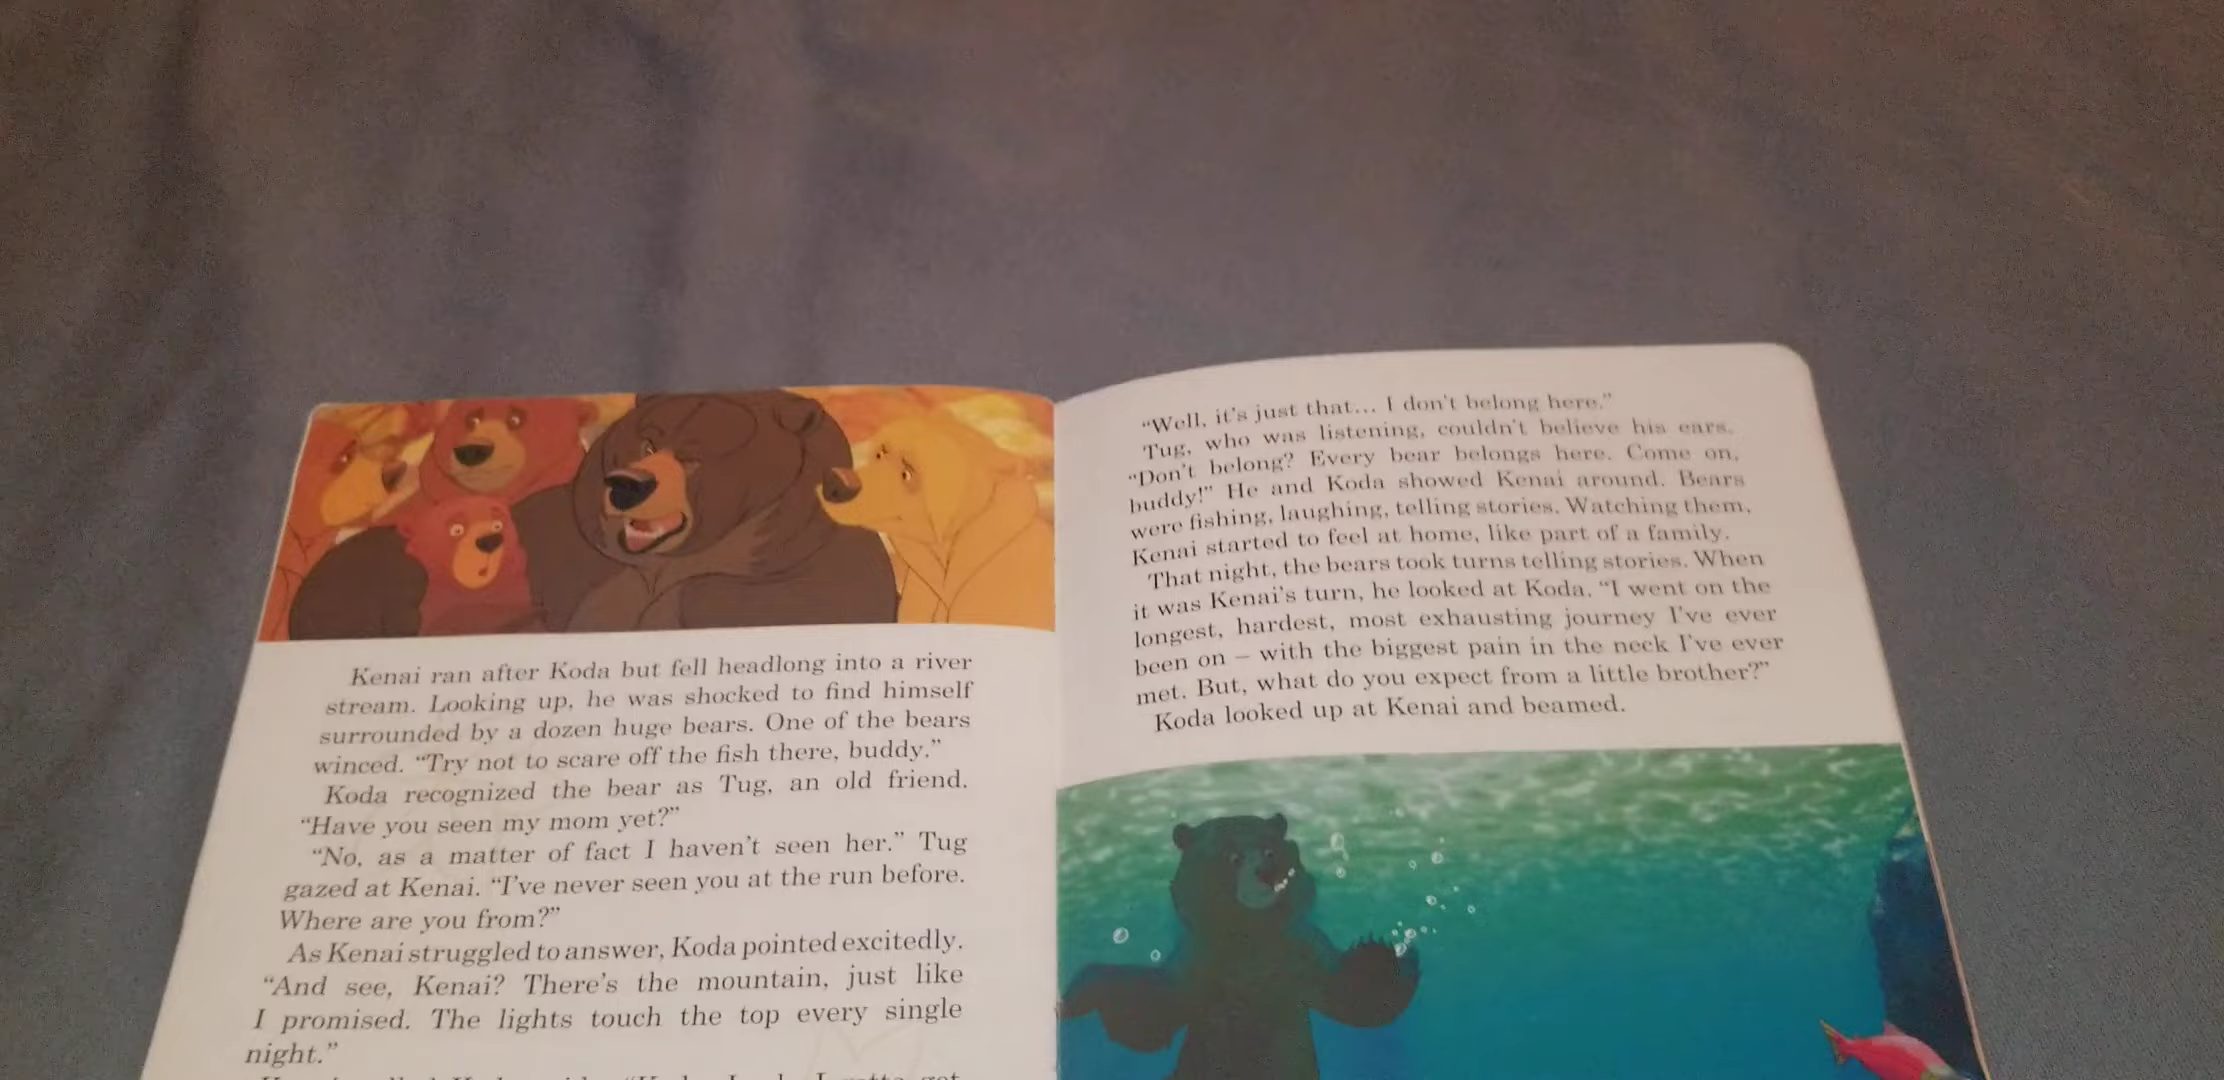 Kenai ran after Koda but fell headlong into a river
stream. Looking up, he was shocked to find himself
surrounded by a dozen huge bears. One of the bears
winced. “Try not to scare off the fish there, buddy.”
Koda recognized the bear as Tug, an old friend.
“Have you seen my mom yet?”
“No, as a matter of fact I haven't seen her.” Tug
gazed at Kenai. “I've never seen you at the run before.
Where are you from?”
As Kenai struggled to answer, Koda pointed excitedly.
“And see, Kenai? There's the mountain, just like
I promised. The lights touch the top every single
night.”
“Well, it's just that... I don't belong here.”
Tug, who was listening, couldn't believe his ears.
“Don't belong? Every bear belongs here. Come on,
buddy!” He and Koda showed Kenai around. Bears
were fishing, laughing, telling stories. Watching them,
Kenai started to feel at home, like part of a family.
That night, the bears took turns telling stories. When
it was Kenai's turn, he looked at Koda. “I went on the
longest, hardest, most exhausting journey I've ever
been on – with the biggest pain in the neck I've ever
met. But, what do you expect from a little brother?”
Koda looked up at Kenai and beamed.